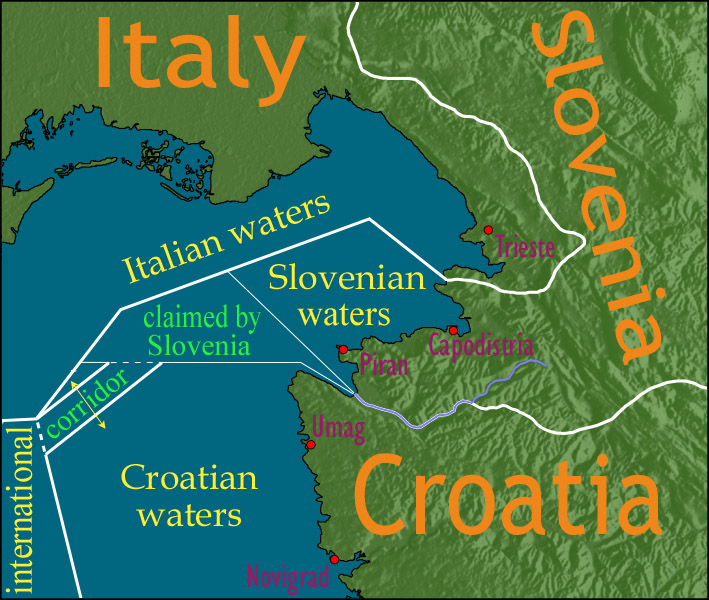 Italy
Slovenia
Italian waters
Trieste
Slovenian
waters
claimed by
Slovenia
Capodistria
Piran
corridor
Umag
international
Croatian
waters
Croatia
Novigrad